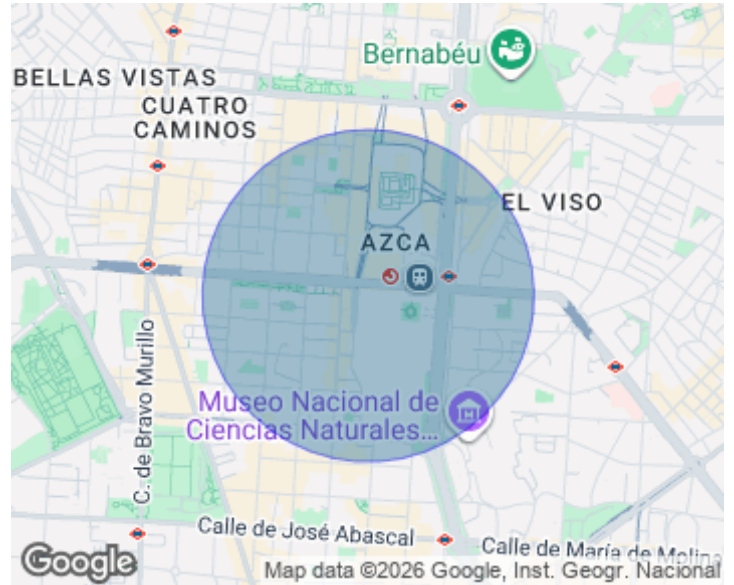 Bernabéu
BELLAS VISTAS
CUATRO
CAMINOS
EL VISO
AZCA
C. de Bravo Murillo
Museo Nacional de
Ciencias Naturales...
Calle de José Abascal
Calle de María de Molina
Google
Map data ©2026 Google, Inst. Geogr. Nacional